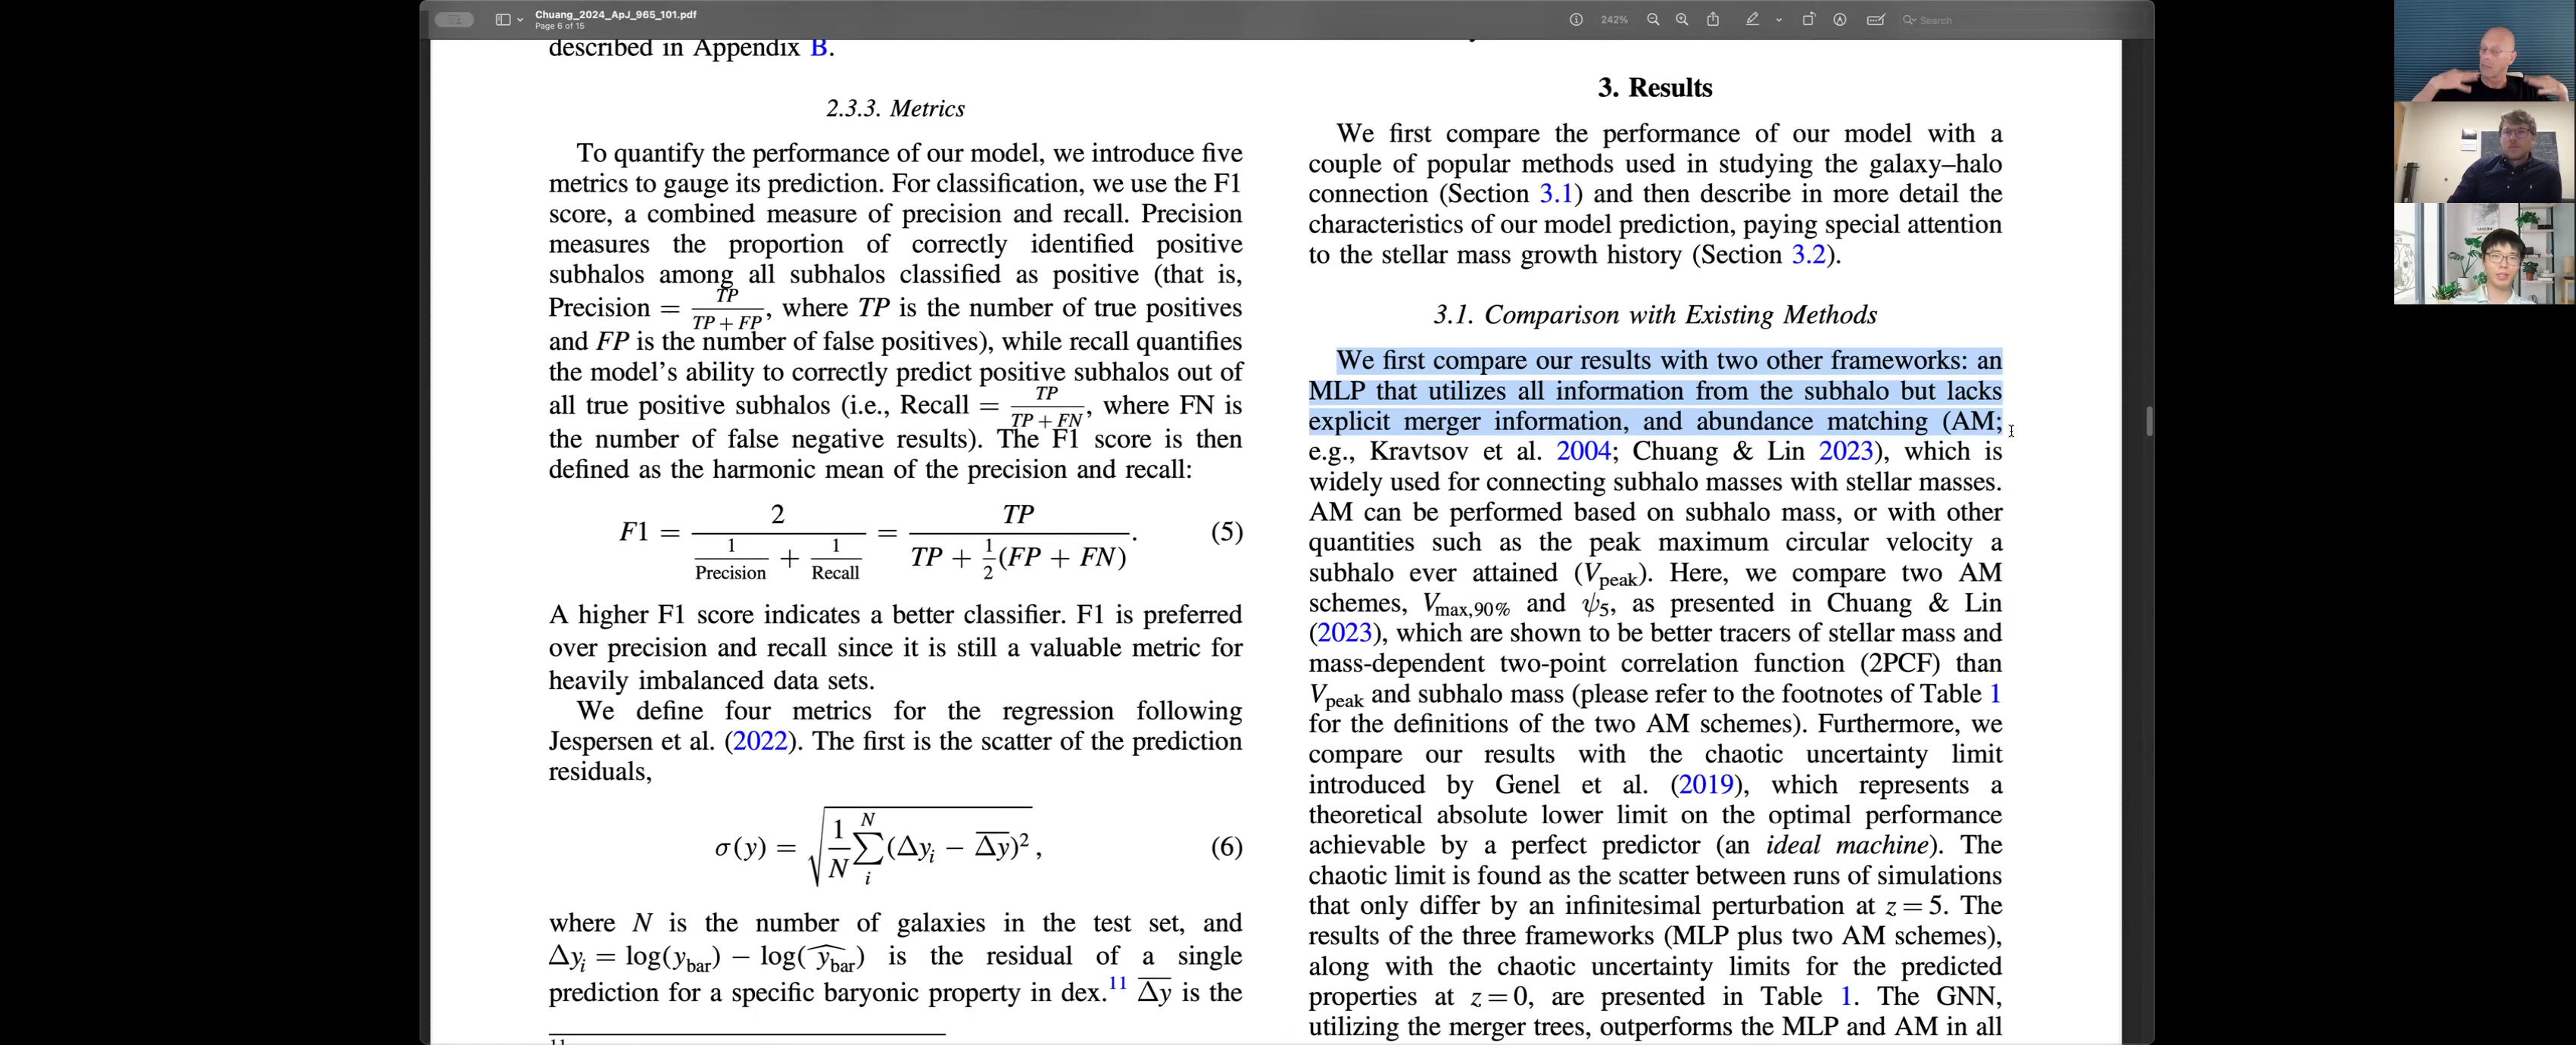 Chuang_2024_ApJ_965_101.pdf
Page 6 of 15
242%
Search
described in Appendix B.
2.3.3. Metrics
To quantify the performance of our model, we introduce five
metrics to gauge its prediction. For classification, we use the F1
score, a combined measure of precision and recall. Precision
measures the proportion of correctly identified positive
subhalos among all subhalos classified as positive (that is,
Precision = TP / TP + FP, where TP is the number of true positives
and FP is the number of false positives), while recall quantifies
the model's ability to correctly predict positive subhalos out of
all true positive subhalos (i.e., Recall = TP / TP + FN, where FN is
the number of false negative results). The F1 score is then
defined as the harmonic mean of the precision and recall:
F1 = 2 / (1/Precision + 1/Recall) = TP / (TP + 1/2 (FP + FN)). (5)
A higher F1 score indicates a better classifier. F1 is preferred
over precision and recall since it is still a valuable metric for
heavily imbalanced data sets.
We define four metrics for the regression following
Jespersen et al. (2022). The first is the scatter of the prediction
residuals,
σ(y) = √(1/N ∑_i^N (Δy_i − \overline{Δy})²), (6)
where N is the number of galaxies in the test set, and
Δy_i = log(y_bar) − log(\widehat{y_bar}) is the residual of a single
prediction for a specific baryonic property in dex.¹¹ \overline{Δy} is the
3. Results
We first compare the performance of our model with a
couple of popular methods used in studying the galaxy–halo
connection (Section 3.1) and then describe in more detail the
characteristics of our model prediction, paying special attention
to the stellar mass growth history (Section 3.2).
3.1. Comparison with Existing Methods
We first compare our results with two other frameworks: an
MLP that utilizes all information from the subhalo but lacks
explicit merger information, and abundance matching (AM;
e.g., Kravtsov et al. 2004; Chuang & Lin 2023), which is
widely used for connecting subhalo masses with stellar masses.
AM can be performed based on subhalo mass, or with other
quantities such as the peak maximum circular velocity a
subhalo ever attained (V_peak). Here, we compare two AM
schemes, V_max,90% and ψ_5, as presented in Chuang & Lin
(2023), which are shown to be better tracers of stellar mass and
mass-dependent two-point correlation function (2PCF) than
V_peak and subhalo mass (please refer to the footnotes of Table 1
for the definitions of the two AM schemes). Furthermore, we
compare our results with the chaotic uncertainty limit
introduced by Genel et al. (2019), which represents a
theoretical absolute lower limit on the optimal performance
achievable by a perfect predictor (an ideal machine). The
chaotic limit is found as the scatter between runs of simulations
that only differ by an infinitesimal perturbation at z = 5. The
results of the three frameworks (MLP plus two AM schemes),
along with the chaotic uncertainty limits for the predicted
properties at z = 0, are presented in Table 1. The GNN,
utilizing the merger trees, outperforms the MLP and AM in all